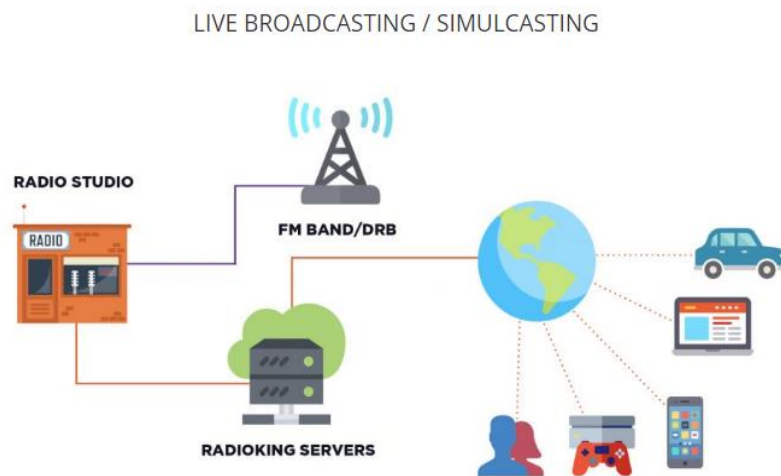 LIVE BROADCASTING / SIMULCASTING
RADIO STUDIO
RADIO
FM BAND/DRB
RADIOKING SERVERS